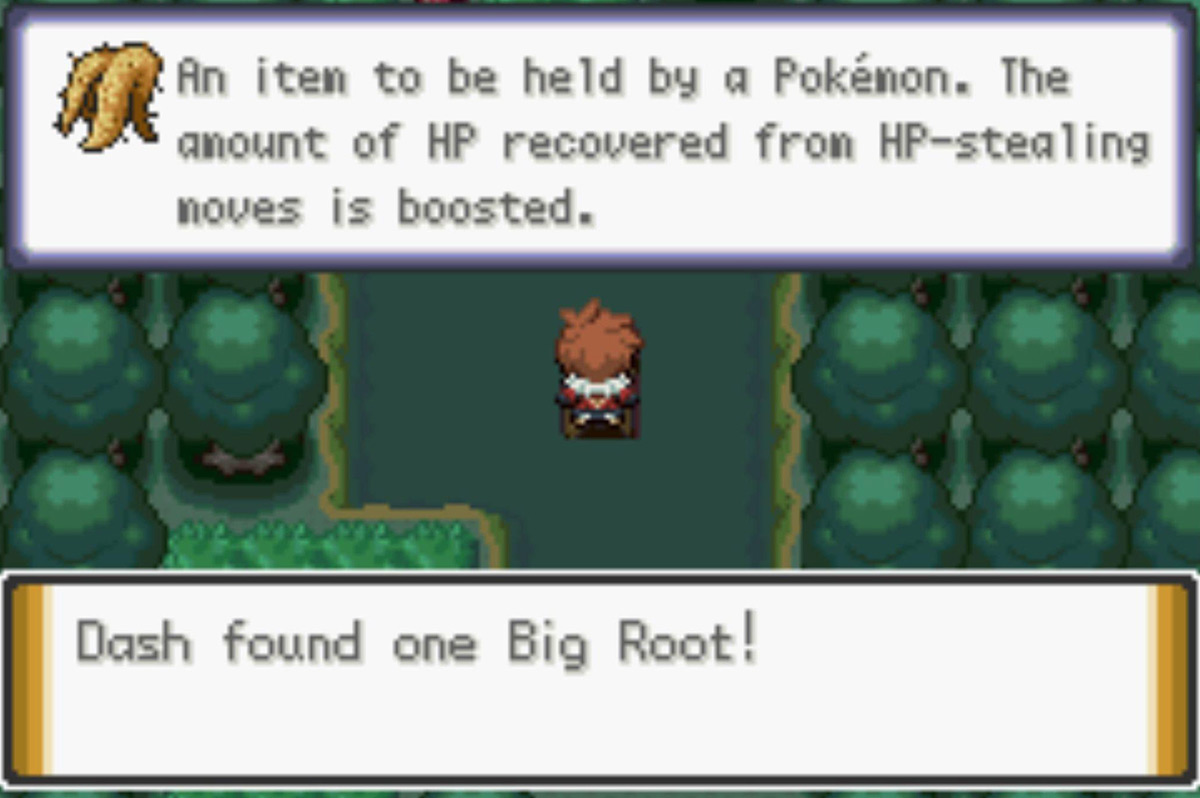 An item to be held by a Pokémon. The
amount of HP recovered from HP-stealing
moves is boosted.
Dash found one Big Root!